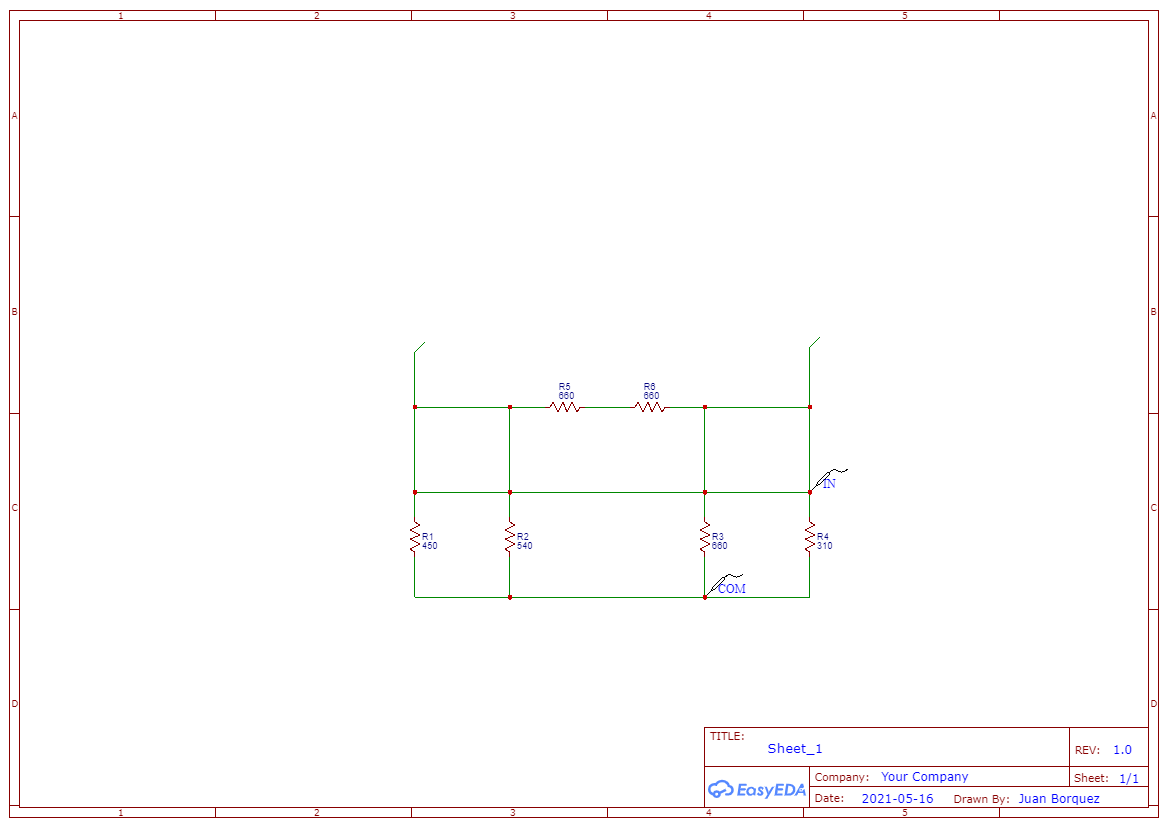 1 2 3 4 5
A A
B B
R5 R6
660 660
IN
C C
R1 R2 R3 R4
450 540 660 310
COM
D D
TITLE:
Sheet_1
REV: 1.0
Company: Your Company
Sheet: 1/1
EasyEDA
Date: 2021-05-16 Drawn By: Juan Borquez
1 2 3 4 5